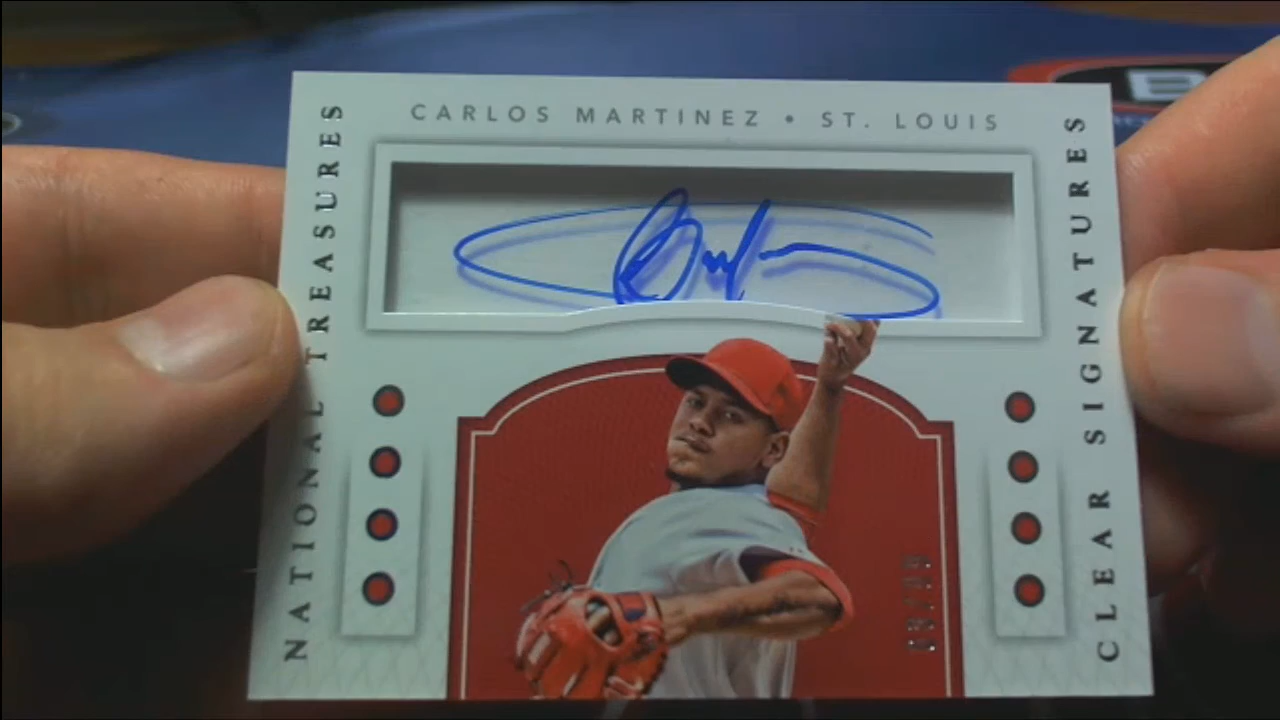 CARLOS MARTINEZ • ST. LOUIS
NATIONAL TREASURES
CLEAR SIGNATURES